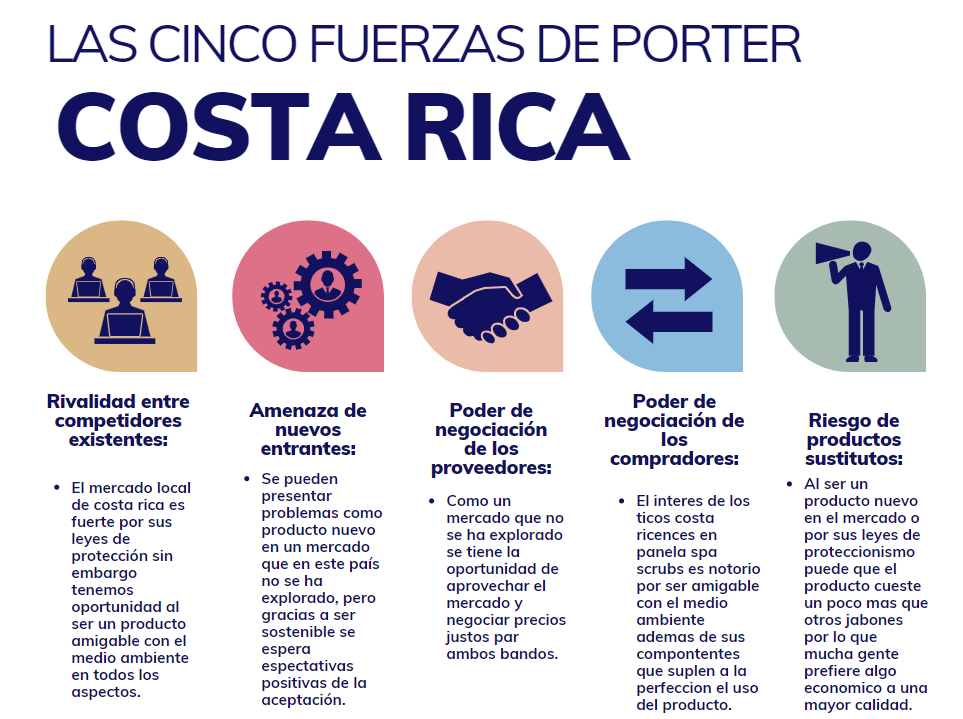 LAS CINCO FUERZAS DE PORTER
COSTA RICA
Rivalidad entre
competidores
existentes:
• El mercado local
de costa rica es
fuerte por sus
leyes de
protección sin
embargo
tenemos
oportunidad al
ser un producto
amigable con el
medio ambiente
en todos los
aspectos.
Amenaza de
nuevos
entrantes:
• Se pueden
presentar
problemas como
producto nuevo
en un mercado
que en este país
no se ha
explorado, pero
gracias a ser
sostenible se
espera
espectativas
positivas de la
aceptación.
Poder de
negociación
de los
proveedores:
• Como un
mercado que no
se ha explorado
se tiene la
oportunidad de
aprovechar el
mercado y
negociar precios
justos par
ambos bandos.
Poder de
negociación de
los
compradores:
• El interes de los
ticos costa
ricences en
panela spa
scrubs es notorio
por ser amigable
con el medio
ambiente
ademas de sus
compontentes
que suplen a la
perfeccion el uso
del producto.
Riesgo de
productos
sustitutos:
• Al ser un
producto nuevo
en el mercado o
por sus leyes de
proteccionismo
puede que el
producto cueste
un poco mas que
otros jabones
por lo que
mucha gente
prefiere algo
economico a una
mayor calidad.